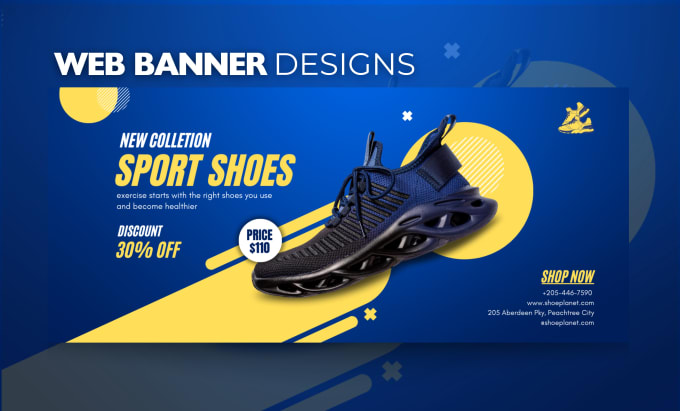 WEB BANNER DESIGNS
NEW COLLETION
SPORT SHOES
exercise starts with the right shoes you use
and become healthier
DISCOUNT
30% OFF
PRICE
$110
SHOP NOW
+205-446-7590
www.shoeplanet.com
205 Aberdeen Pky, Peachtree City
@shoeplanet.com